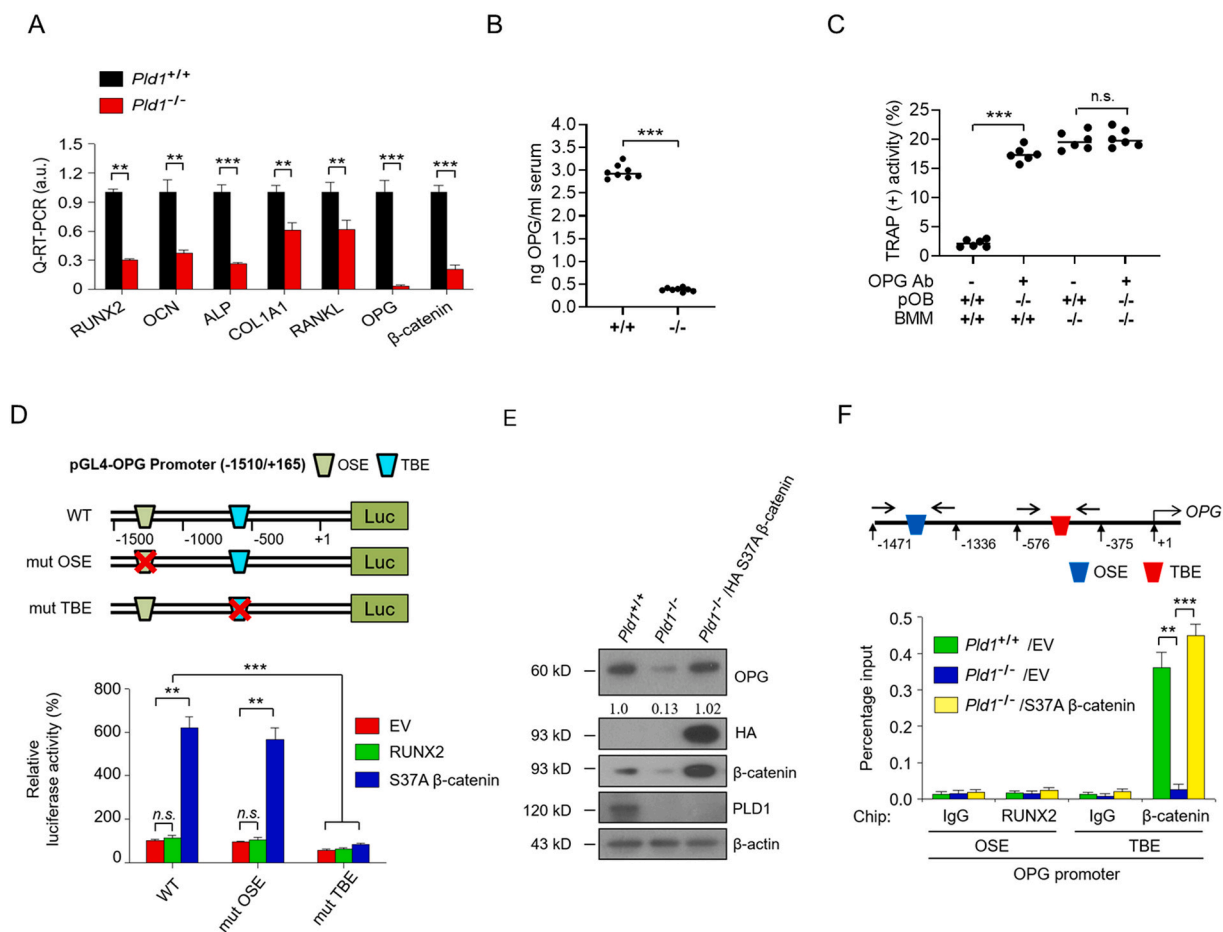 A
Pld1+/+
Pld1-/-
Q-RT-PCR (a.u.)
1.5
1.2
0.9
0.6
0.3
0
** ** *** ** ** *** ***
RUNX2 OCN ALP COL1A1 RANKL OPG β-catenin
B
ng OPG/ml serum
4.0
3.5
3.0
2.5
2.0
1.5
1.0
0.5
0
***
+/+ -/-
C
TRAP (+) activity (%)
25
20
15
10
5
0
*** n.s.
OPG Ab - + - +
pOB +/+ -/- +/+ -/-
BMM +/+ +/+ -/- -/-
D
pGL4-OPG Promoter (-1510/+165) OSE TBE
WT Luc
-1500 -1000 -500 +1
mut OSE Luc
mut TBE Luc
Relative
luciferase activity (%)
800
600
400
200
100
0
***
** **
n.s. n.s.
EV
RUNX2
S37A β-catenin
WT mut OSE mut TBE
E
Pld1+/+ Pld1-/- Pld1-/- /HA S37A β-catenin
60 kD OPG
1.0 0.13 1.02
93 kD HA
93 kD β-catenin
120 kD PLD1
43 kD β-actin
F
OPG
-1471 -1336 -576 -375 +1
OSE TBE
Percentage input
0.5
0.4
0.3
0.2
0.1
0.0
Pld1+/+ /EV
Pld1-/- /EV
Pld1-/- /S37A β-catenin
** ***
Chip: IgG RUNX2 IgG β-catenin
OSE TBE
OPG promoter